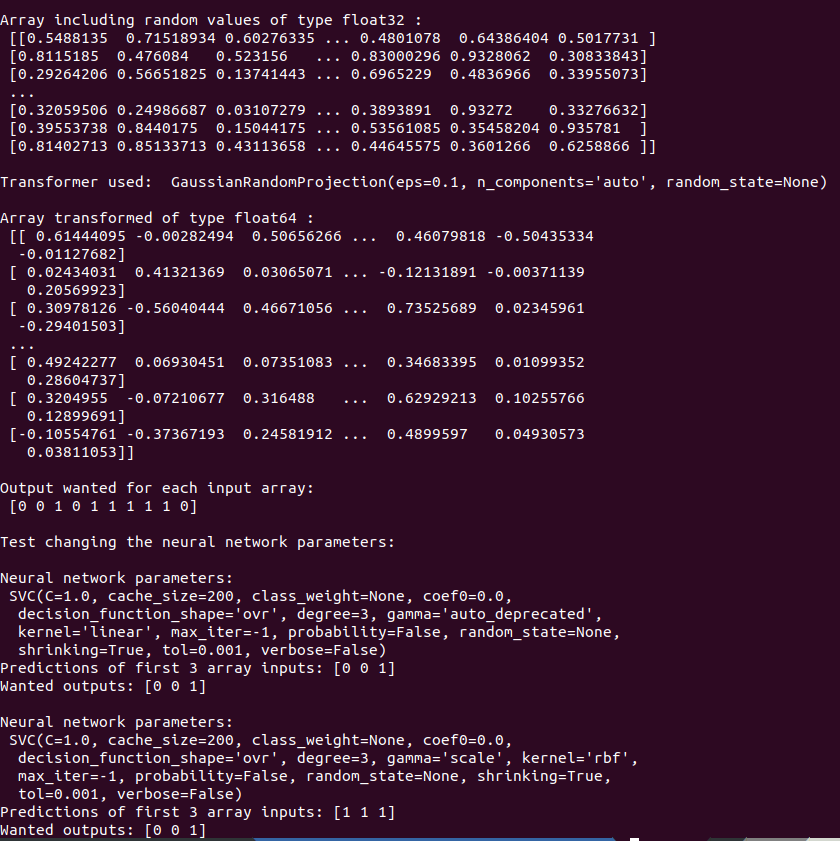 Array including random values of type float32 :
[[0.5488135  0.71518934 0.60276335 ... 0.4801078  0.64386404 0.5017731 ]
[0.8115185  0.476084   0.523156   ... 0.83000296 0.9328062  0.30833843]
[0.29264206 0.56651825 0.13741443 ... 0.6965229  0.4836966  0.33955073]
...
[0.32059506 0.24986687 0.03107279 ... 0.3893891  0.93272    0.33276632]
[0.39553738 0.8440175  0.15044175 ... 0.53561085 0.35458204 0.935781  ]
[0.81402713 0.85133713 0.43113658 ... 0.44645575 0.3601266  0.6258866 ]]
Transformer used:  GaussianRandomProjection(eps=0.1, n_components='auto', random_state=None)
Array transformed of type float64 :
[[ 0.61444095 -0.00282494  0.50656266 ...  0.46079818 -0.50435334
-0.01127682]
[ 0.02434031  0.41321369  0.03065071 ... -0.12131891 -0.00371139
0.20569923]
[ 0.30978126 -0.56040444  0.46671056 ...  0.73525689  0.02345961
-0.29401503]
...
[ 0.49242277  0.06930451  0.07351083 ...  0.34683395  0.01099352
0.28604737]
[ 0.3204955  -0.07210677  0.316488   ...  0.62929213  0.10255766
0.12899691]
[-0.10554761 -0.37367193  0.24581912 ...  0.4899597   0.04930573
0.03811053]]
Output wanted for each input array:
[0 0 1 0 1 1 1 1 1 0]
Test changing the neural network parameters:
Neural network parameters:
SVC(C=1.0, cache_size=200, class_weight=None, coef0=0.0,
decision_function_shape='ovr', degree=3, gamma='auto_deprecated',
kernel='linear', max_iter=-1, probability=False, random_state=None,
shrinking=True, tol=0.001, verbose=False)
Predictions of first 3 array inputs: [0 0 1]
Wanted outputs: [0 0 1]
Neural network parameters:
SVC(C=1.0, cache_size=200, class_weight=None, coef0=0.0,
decision_function_shape='ovr', degree=3, gamma='scale', kernel='rbf',
max_iter=-1, probability=False, random_state=None, shrinking=True,
tol=0.001, verbose=False)
Predictions of first 3 array inputs: [1 1 1]
Wanted outputs: [0 0 1]